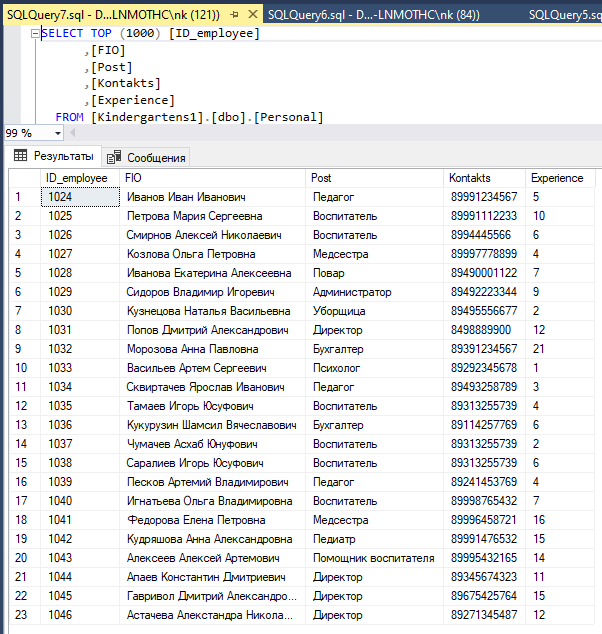 SQLQuery7.sql - D...LNMOTHC\nk (121)) SQLQuery6.sql - D...-LNMOTHC\nk (84)) SQLQuery5.s
SELECT TOP (1000) [ID_employee]
,[FIO]
,[Post]
,[Kontakts]
,[Experience]
FROM [Kindergartens1].[dbo].[Personal]
99 %
Результаты Сообщения
ID_employee FIO Post Kontakts Experience
1 1024 Иванов Иван Иванович Педагог 89991234567 5
2 1025 Петрова Мария Сергеевна Воспитатель 89991112233 10
3 1026 Смирнов Алексей Николаевич Воспитатель 8994445566 6
4 1027 Козлова Ольга Петровна Медсестра 89997778899 4
5 1028 Иванова Екатерина Алексеевна Повар 89490001122 7
6 1029 Сидоров Владимир Игоревич Администратор 89492223344 9
7 1030 Кузнецова Наталья Васильевна Уборщица 89495556677 2
8 1031 Попов Дмитрий Александрович Директор 8498889900 12
9 1032 Морозова Анна Павловна Бухгалтер 89391234567 21
10 1033 Васильев Артем Сергеевич Психолог 89292345678 1
11 1034 Сквиртачев Ярослав Иванович Педагог 89493258789 3
12 1035 Тамаев Игорь Юсуфович Воспитатель 89313255739 4
13 1036 Кукурузин Шамсил Вячеславович Бухгалтер 89114257769 6
14 1037 Чумачев Асхаб Юнуфович Воспитатель 89313255739 2
15 1038 Саралиев Игорь Юсуфович Воспитатель 89313255739 6
16 1039 Песков Артемий Владимирович Педагог 89241453769 4
17 1040 Игнатьева Ольга Владимировна Воспитатель 89998765432 7
18 1041 Федорова Елена Петровна Медсестра 89996458721 16
19 1042 Кудряшова Анна Александровна Педиатр 89991476532 15
20 1043 Алексеев Алексей Артемович Помощник воспитателя 89995432165 14
21 1044 Апаев Константин Дмитриевич Директор 89345674323 11
22 1045 Гавривол Дмитрий Александро... Директор 89675425764 15
23 1046 Астачева Алекстандра Никола... Директор 89271345487 12